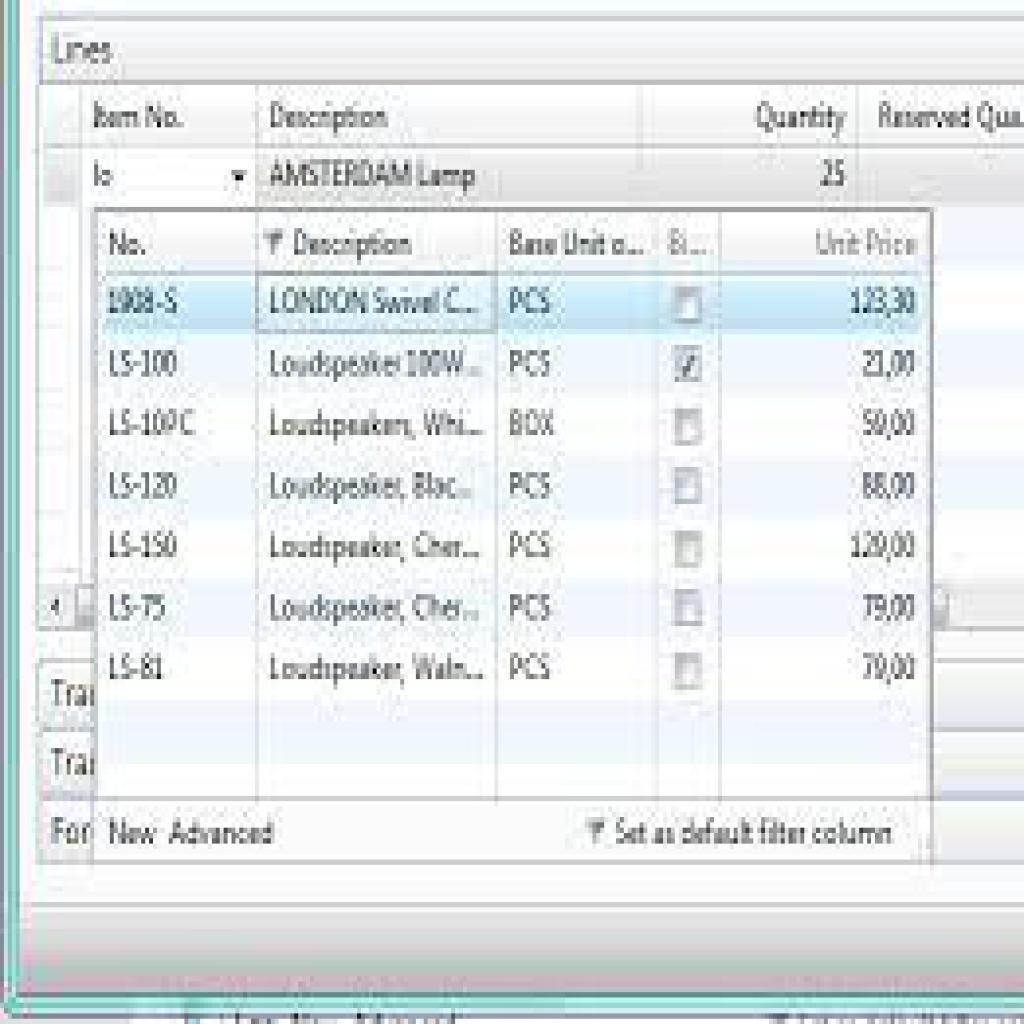 Lines
Item No. Description Quantity Reserved Qua...
lo AMSTERDAM Lamp 25
No. Description Base Unit o... Bi... Unit Price
1908-S LONDON Swivel C... PCS 123,30
LS-100 Loudspeaker 100W... PCS 21,00
LS-10PC Loudspeakers, Whi... BOX 59,00
LS-120 Loudspeaker, Blac... PCS 88,00
LS-150 Loudspeaker, Cher... PCS 129,00
LS-75 Loudspeaker, Cher... PCS 79,00
LS-81 Loudspeaker, Waln... PCS 79,00
Tra
Tra
For
New Advanced Set as default filter column